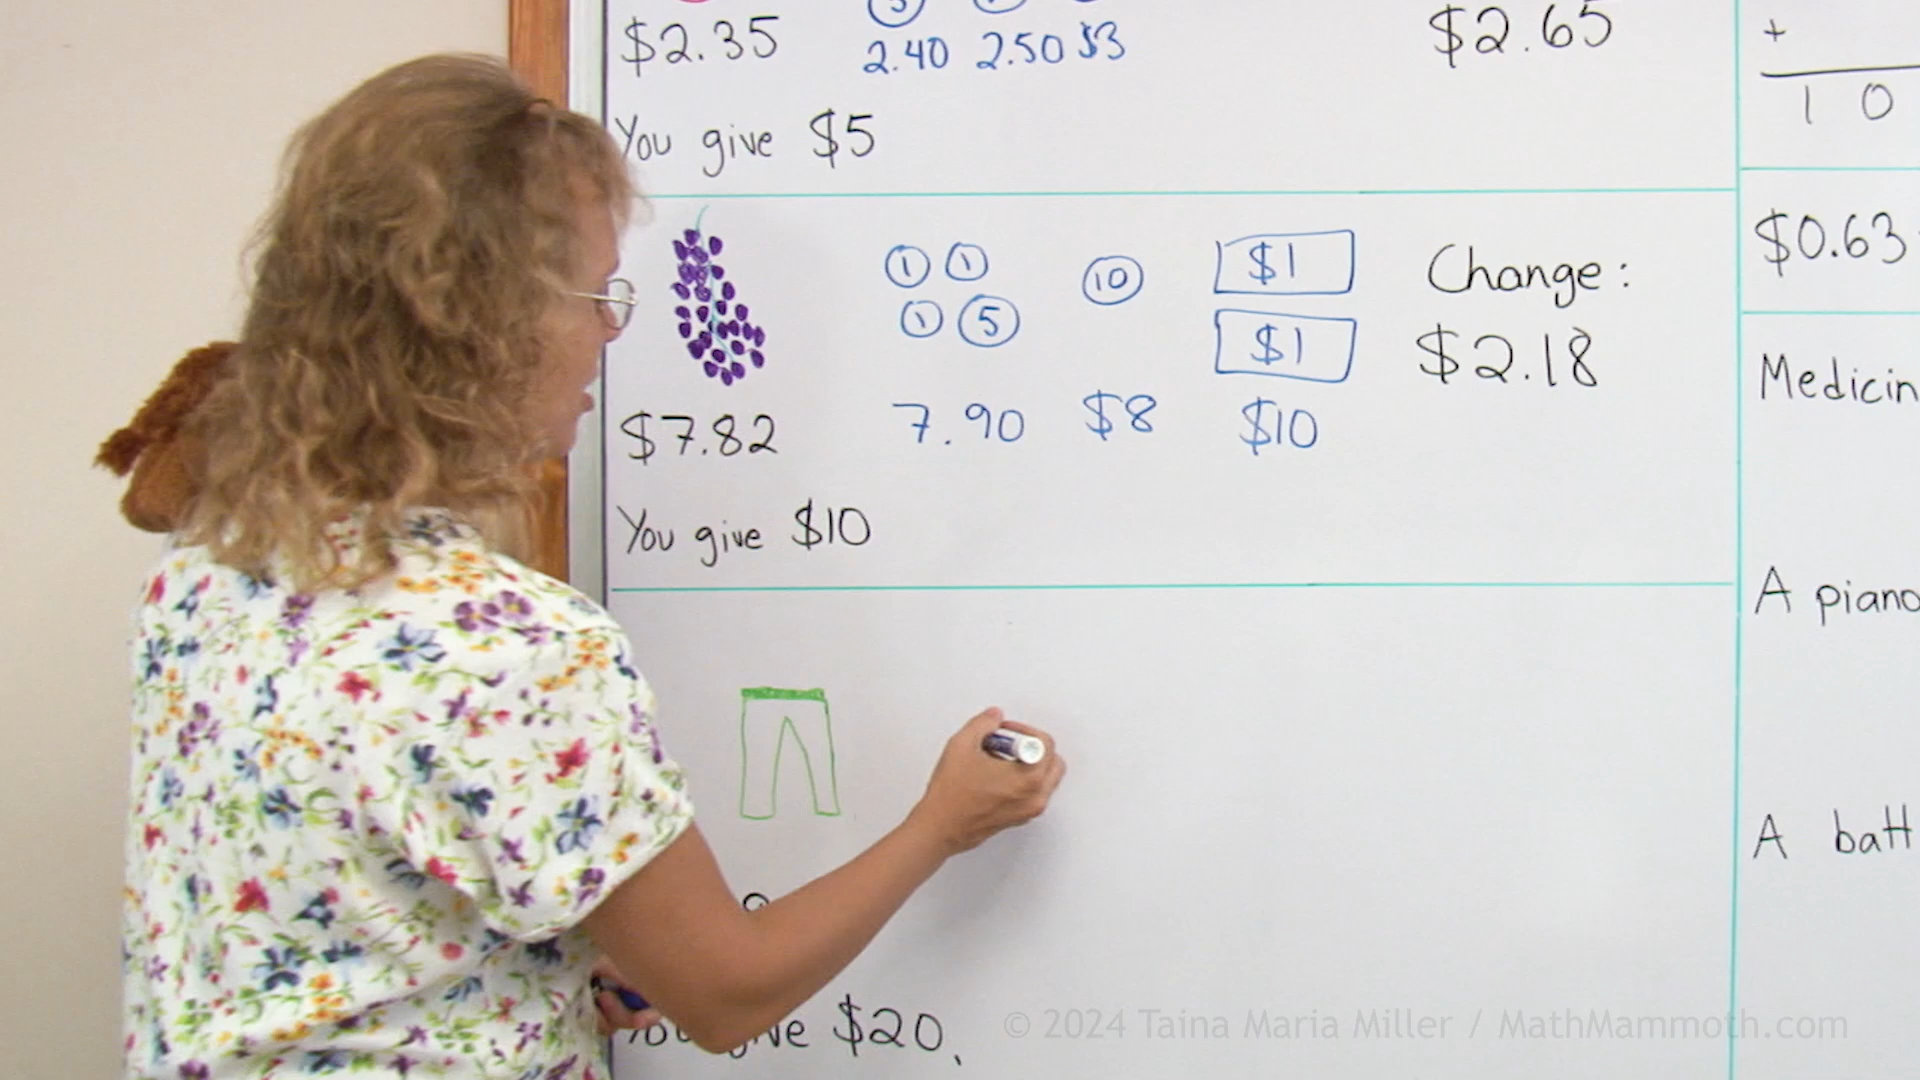 5
$2.35 2.40 2.50 $3 $2.65
You give $5
1 1 10 $1 Change:
1 5 $1 $2.18
$7.82 7.90 $8 $10
You give $10
You give $20
+
10
$0.63
Medicin
A piano
A batt
© 2024 Taina Maria Miller / MathMammoth.com